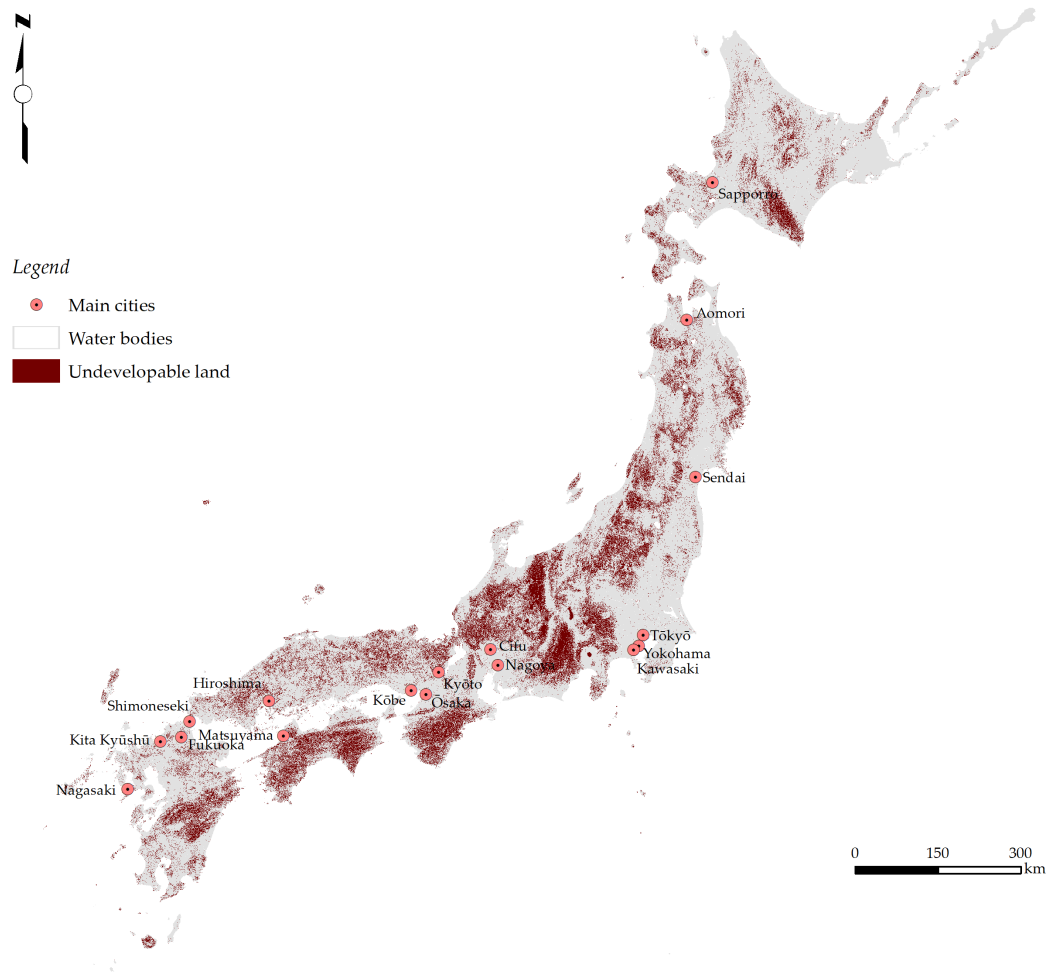 N
Sapporo
Legend
Main cities
Aomori
Water bodies
Undevelopable land
Sendai
Tōkyō
Gifu
Yokohama
Nagoya
Kawasaki
Hiroshima
Kyōto
Kōbe
Ōsaka
Shimoneseki
Matsuyama
Kita Kyūshū
Fukuoka
Nagasaki
0 150 300
km